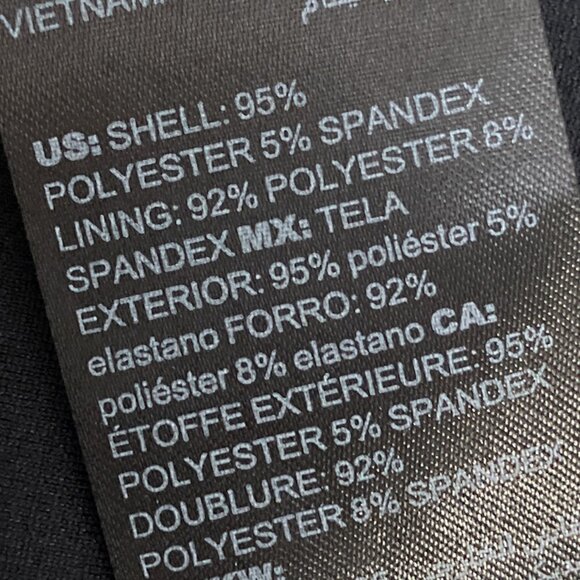 VIETNAM
US: SHELL: 95%
POLYESTER 5% SPANDEX
LINING: 92% POLYESTER 8%
SPANDEX MX: TELA
EXTERIOR: 95% poliéster 5%
elastano FORRO: 92%
poliéster 8% elastano CA:
ÉTOFFE EXTÉRIEURE: 95%
POLYESTER 5% SPANDEX
DOUBLURE: 92%
POLYESTER 8% SPANDEX
KW: